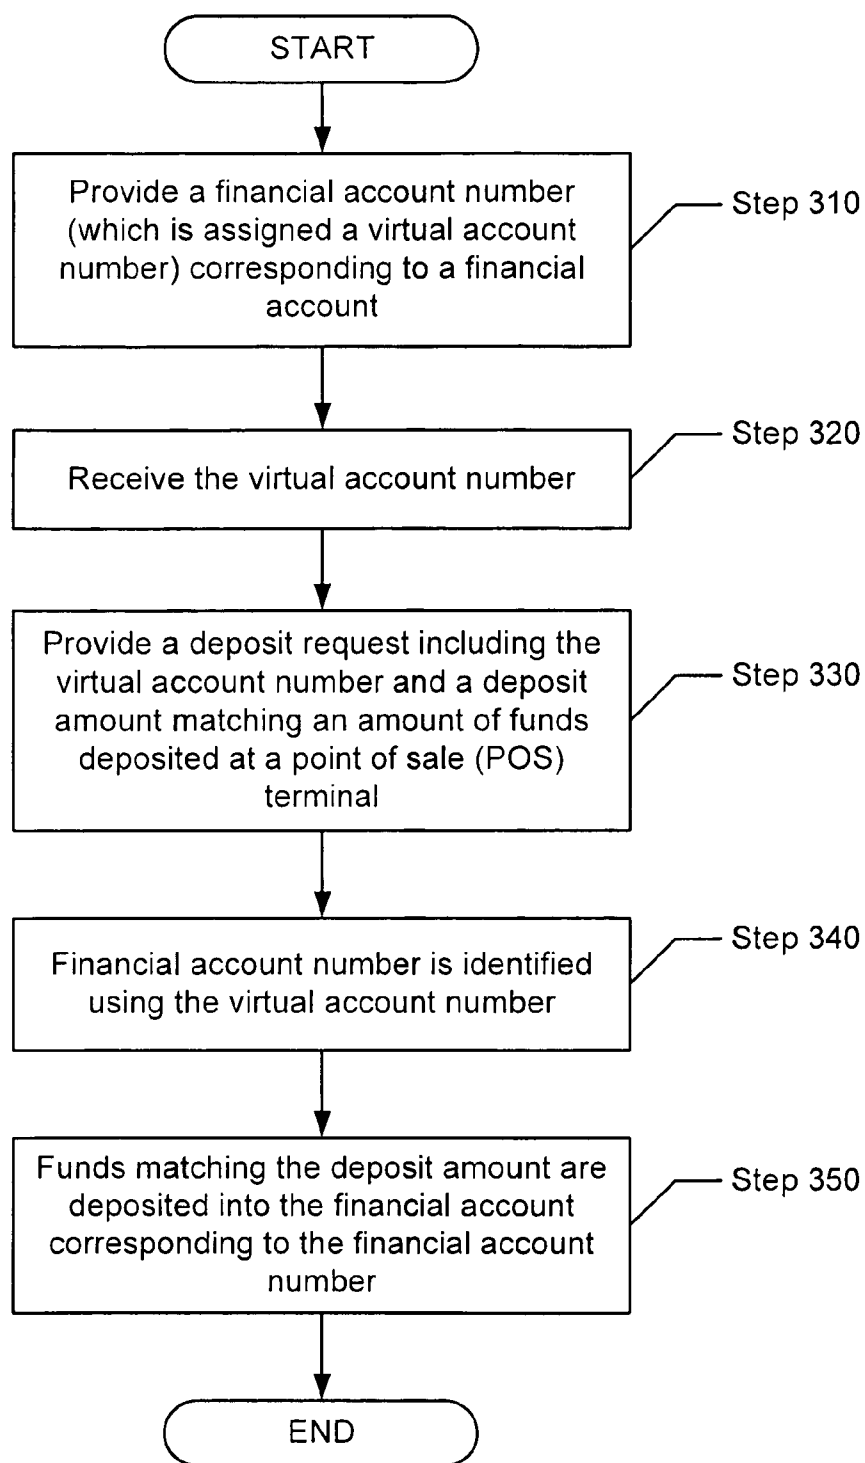 START
Provide a financial account number
(which is assigned a virtual account
number) corresponding to a financial
account
Step 310
Receive the virtual account number
Step 320
Provide a deposit request including the
virtual account number and a deposit
amount matching an amount of funds
deposited at a point of sale (POS)
terminal
Step 330
Financial account number is identified
using the virtual account number
Step 340
Funds matching the deposit amount are
deposited into the financial account
corresponding to the financial account
number
Step 350
END